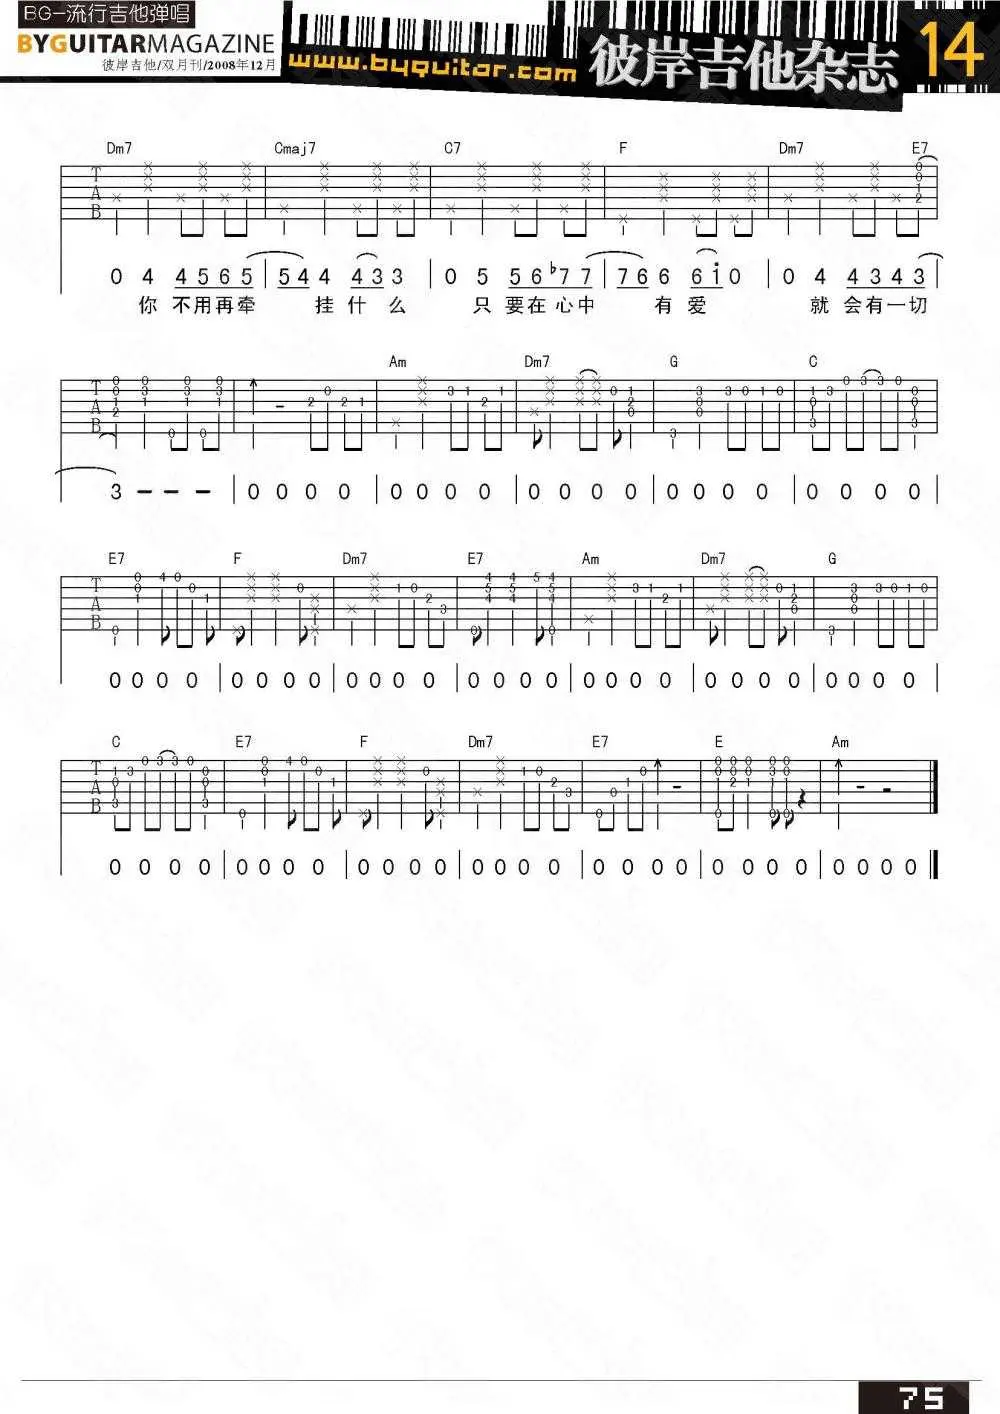 BG-流行吉他弹唱
BYGUITARMAGAZINE
彼岸吉他/双月刊/2008年12月
www.byguitar.com
彼岸吉他杂志
14
Dm7 Cmaj7 C7 F Dm7 E7
T
A
B
0 4 4 5 6 5 5 4 4 4 3 3 0 5 5 6 ♭7 7 7 6 6 6 i 0 0 4 4 3 4 3
你 不用再牵 挂 什 么 只 要在心中 有 爱 就 会有一切
Am Dm7 G C
T
A
B
3 - - - 0 0 0 0 0 0 0 0 0 0 0 0 0 0 0 0 0 0 0 0
E7 F Dm7 E7 Am Dm7 G
T
A
B
0 0 0 0 0 0 0 0 0 0 0 0 0 0 0 0 0 0 0 0 0 0 0 0 0 0 0 0
C E7 F Dm7 E7 E Am
T
A
B
0 0 0 0 0 0 0 0 0 0 0 0 0 0 0 0 0 0 0 0 0 0 0 0 0 0 0 0
75